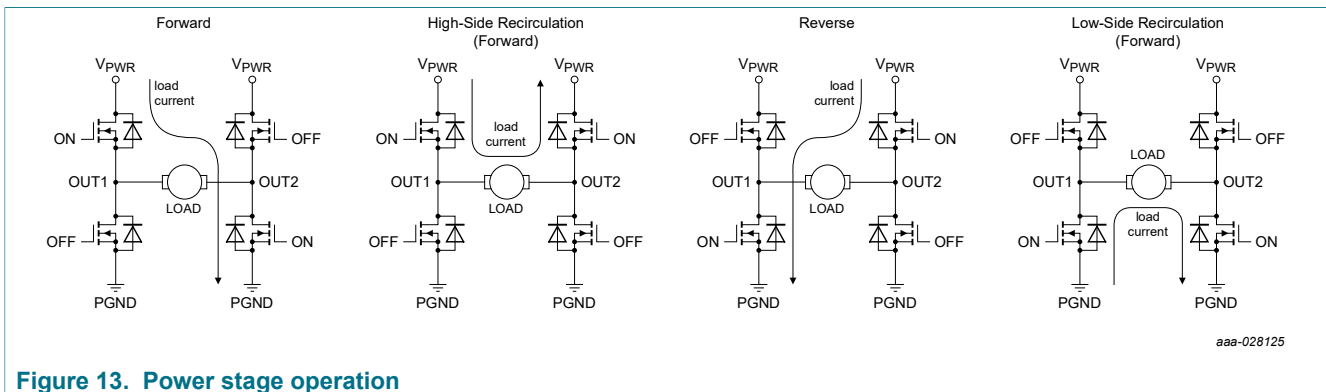 Forward
VPWR
VPWR
load
current
ON
OFF
OUT1
OUT2
LOAD
OFF
ON
PGND
PGND
High-Side Recirculation
(Forward)
VPWR
VPWR
load
current
ON
ON
OUT1
OUT2
LOAD
OFF
OFF
PGND
PGND
Reverse
VPWR
VPWR
load
current
OFF
ON
OUT1
OUT2
LOAD
ON
OFF
PGND
PGND
Low-Side Recirculation
(Forward)
VPWR
VPWR
OFF
OFF
LOAD
OUT1
OUT2
load
current
ON
ON
PGND
PGND
aaa-028125
Figure 13. Power stage operation